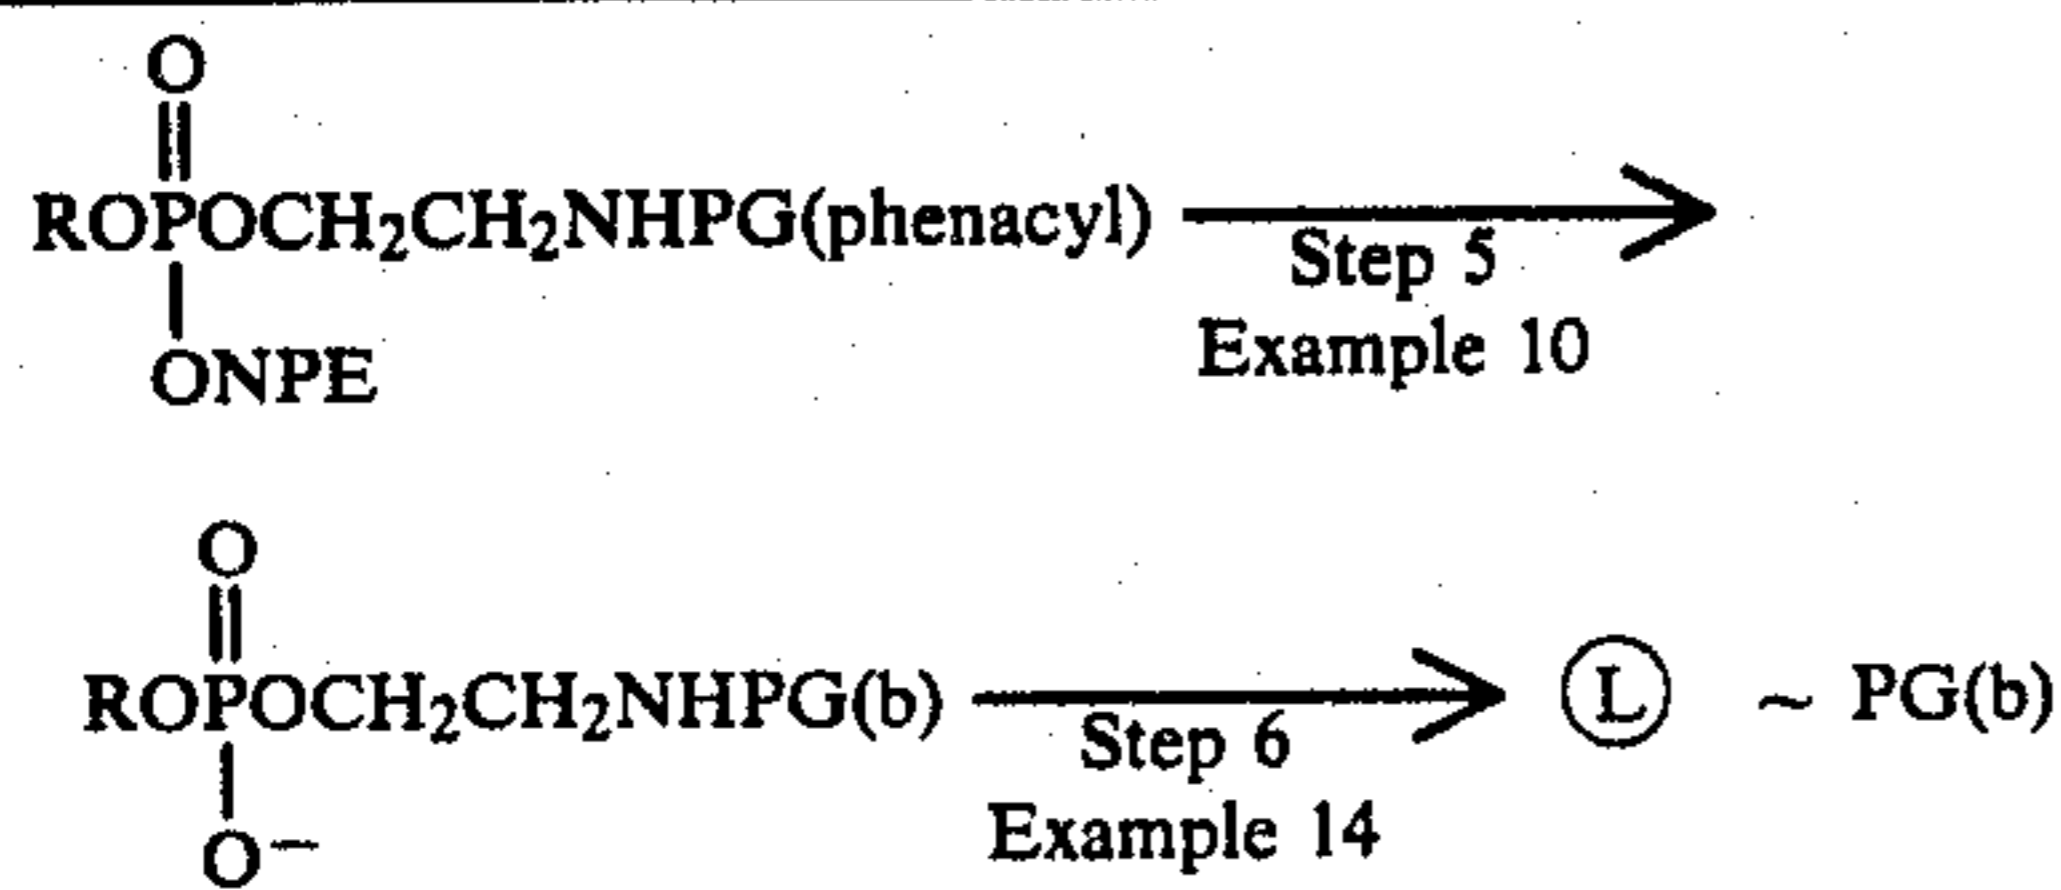 O
ROPOCH₂CH₂NHPG(phenacyl)
Step 5
Example 10
ONPE
O
ROPOCH₂CH₂NHPG(b)
Step 6
Example 14
L ~ PG(b)
O−